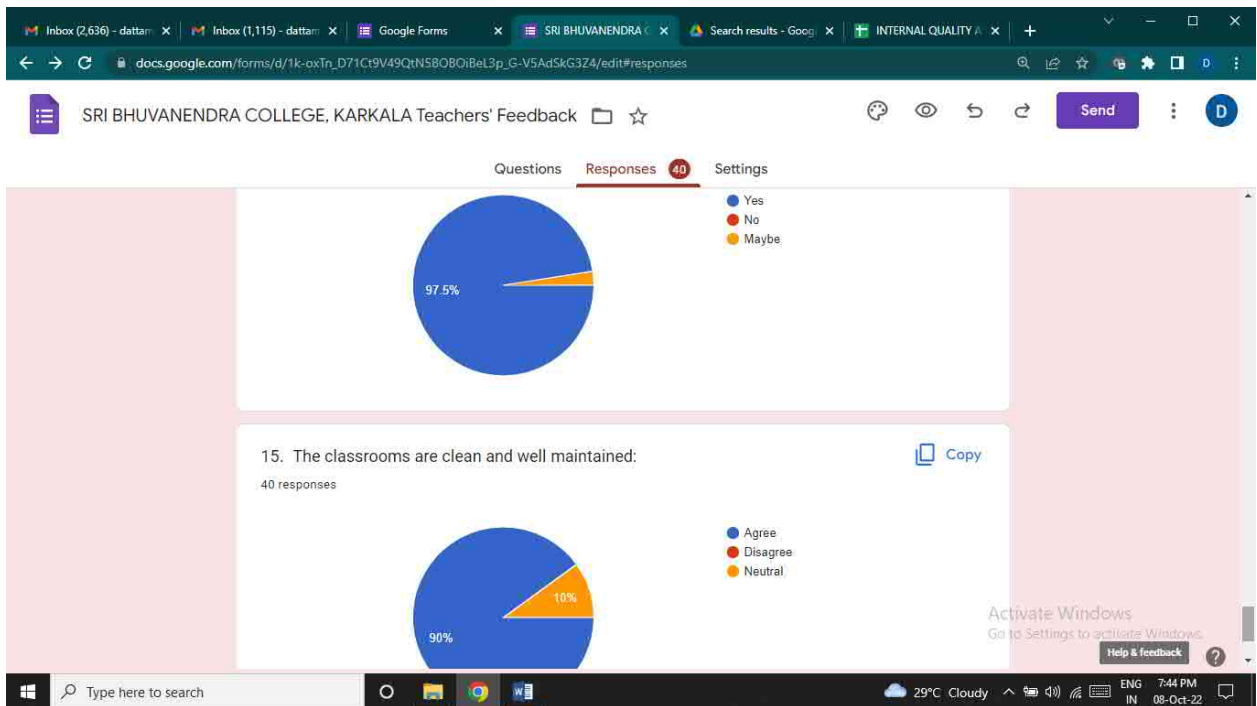 Inbox (2,636) - dattam
Inbox (1,115) - dattam
Google Forms
SRI BHUVANENDRA C
Search results - Goog
INTERNAL QUALITY A
docs.google.com/forms/d/1k-oxTn_D71Ct9V49QtN5BOBOiBeL3p_G-V5AdSkG3Z4/edit#responses
SRI BHUVANENDRA COLLEGE, KARKALA Teachers' Feedback
Send
D
Questions Responses 40 Settings
Yes
No
Maybe
97.5%
15. The classrooms are clean and well maintained:
Copy
40 responses
Agree
Disagree
Neutral
10%
90%
Activate Windows
Go to Settings to activate Windows.
Help & feedback
Type here to search
29°C Cloudy
ENG
IN
7:44 PM
08-Oct-22